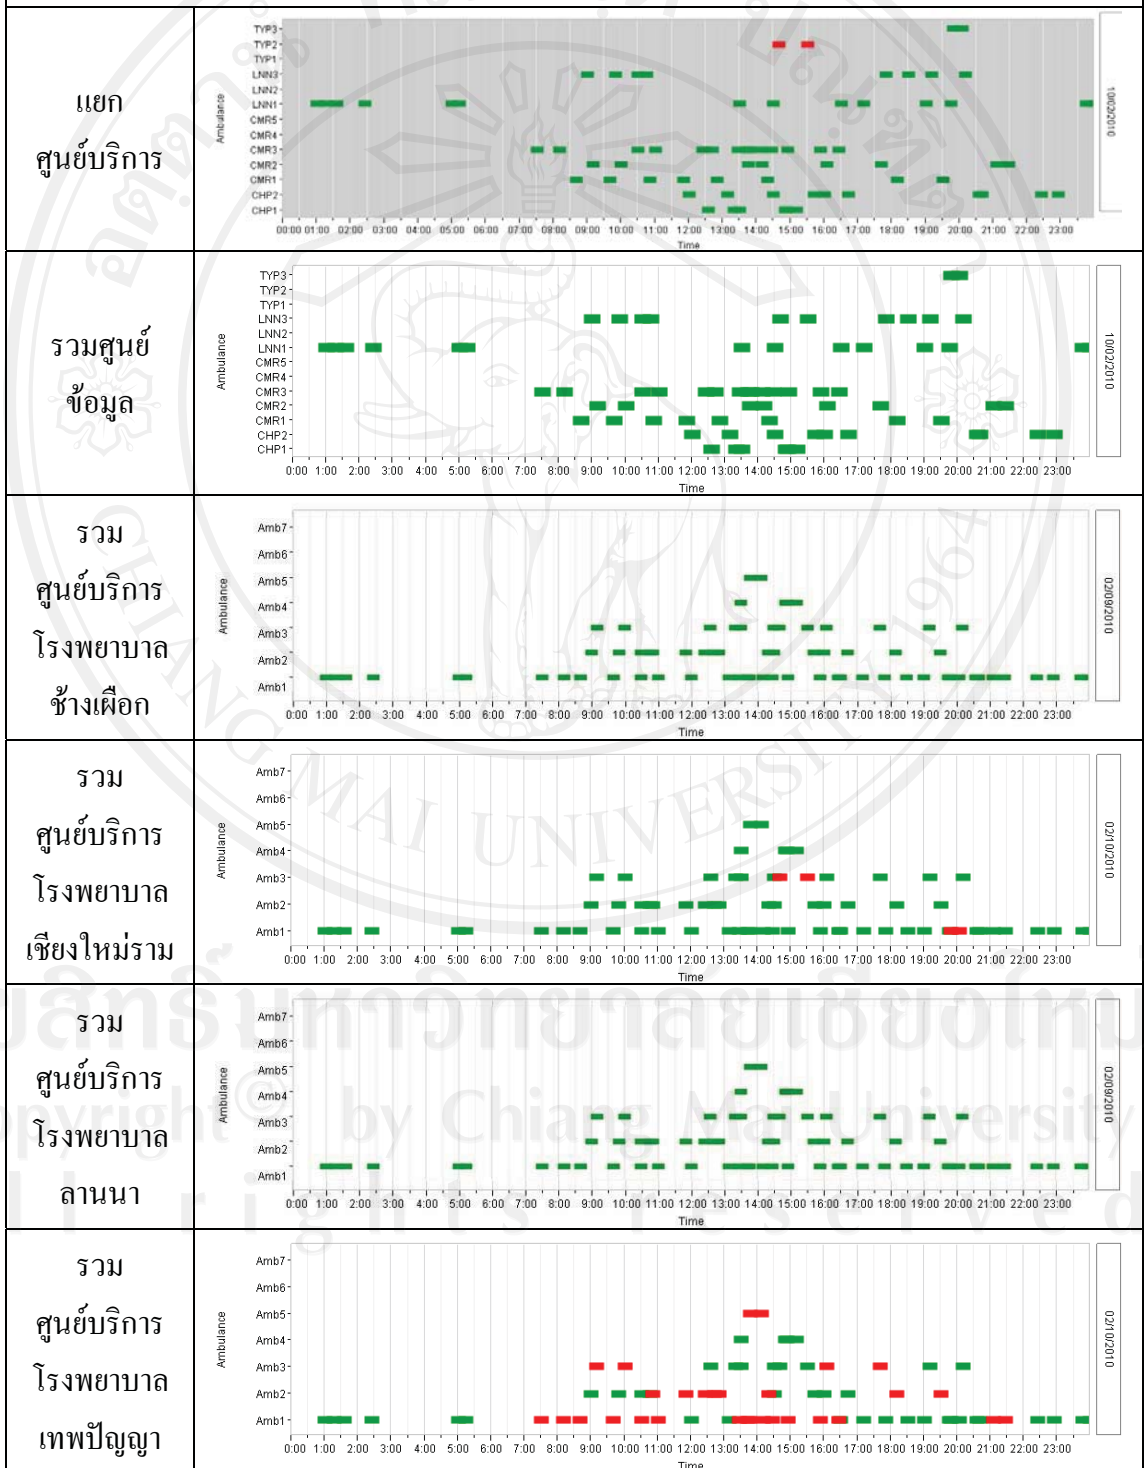 แยก
ศูนย์บริการ
Ambulance
TYP3
TYP2
TYP1
LNN3
LNN2
LNN1
CMR5
CMR4
CMR3
CMR2
CMR1
CHP2
CHP1
00:00 01:00 02:00 03:00 04:00 05:00 06:00 07:00 08:00 09:00 10:00 11:00 12:00 13:00 14:00 15:00 16:00 17:00 18:00 19:00 20:00 21:00 22:00 23:00
Time
10/02/2010
รวมศูนย์
ข้อมูล
Ambulance
TYP3
TYP2
TYP1
LNN3
LNN2
LNN1
CMR5
CMR4
CMR3
CMR2
CMR1
CHP2
CHP1
0:00 1:00 2:00 3:00 4:00 5:00 6:00 7:00 8:00 9:00 10:00 11:00 12:00 13:00 14:00 15:00 16:00 17:00 18:00 19:00 20:00 21:00 22:00 23:00
Time
10/02/2010
รวม
ศูนย์บริการ
โรงพยาบาล
ช้างเผือก
Ambulance
Amb7
Amb6
Amb5
Amb4
Amb3
Amb2
Amb1
0:00 1:00 2:00 3:00 4:00 5:00 6:00 7:00 8:00 9:00 10:00 11:00 12:00 13:00 14:00 15:00 16:00 17:00 18:00 19:00 20:00 21:00 22:00 23:00
Time
02/09/2010
รวม
ศูนย์บริการ
โรงพยาบาล
เชียงใหม่ราม
Ambulance
Amb7
Amb6
Amb5
Amb4
Amb3
Amb2
Amb1
0:00 1:00 2:00 3:00 4:00 5:00 6:00 7:00 8:00 9:00 10:00 11:00 12:00 13:00 14:00 15:00 16:00 17:00 18:00 19:00 20:00 21:00 22:00 23:00
Time
02/10/2010
รวม
ศูนย์บริการ
โรงพยาบาล
ลานนา
Ambulance
Amb7
Amb6
Amb5
Amb4
Amb3
Amb2
Amb1
0:00 1:00 2:00 3:00 4:00 5:00 6:00 7:00 8:00 9:00 10:00 11:00 12:00 13:00 14:00 15:00 16:00 17:00 18:00 19:00 20:00 21:00 22:00 23:00
Time
02/09/2010
รวม
ศูนย์บริการ
โรงพยาบาล
เทพปัญญา
Ambulance
Amb7
Amb6
Amb5
Amb4
Amb3
Amb2
Amb1
0:00 1:00 2:00 3:00 4:00 5:00 6:00 7:00 8:00 9:00 10:00 11:00 12:00 13:00 14:00 15:00 16:00 17:00 18:00 19:00 20:00 21:00 22:00 23:00
Time
02/10/2010
CHIANG MAI UNIVERSITY 1964
by Chiang Mai University
rights reserved